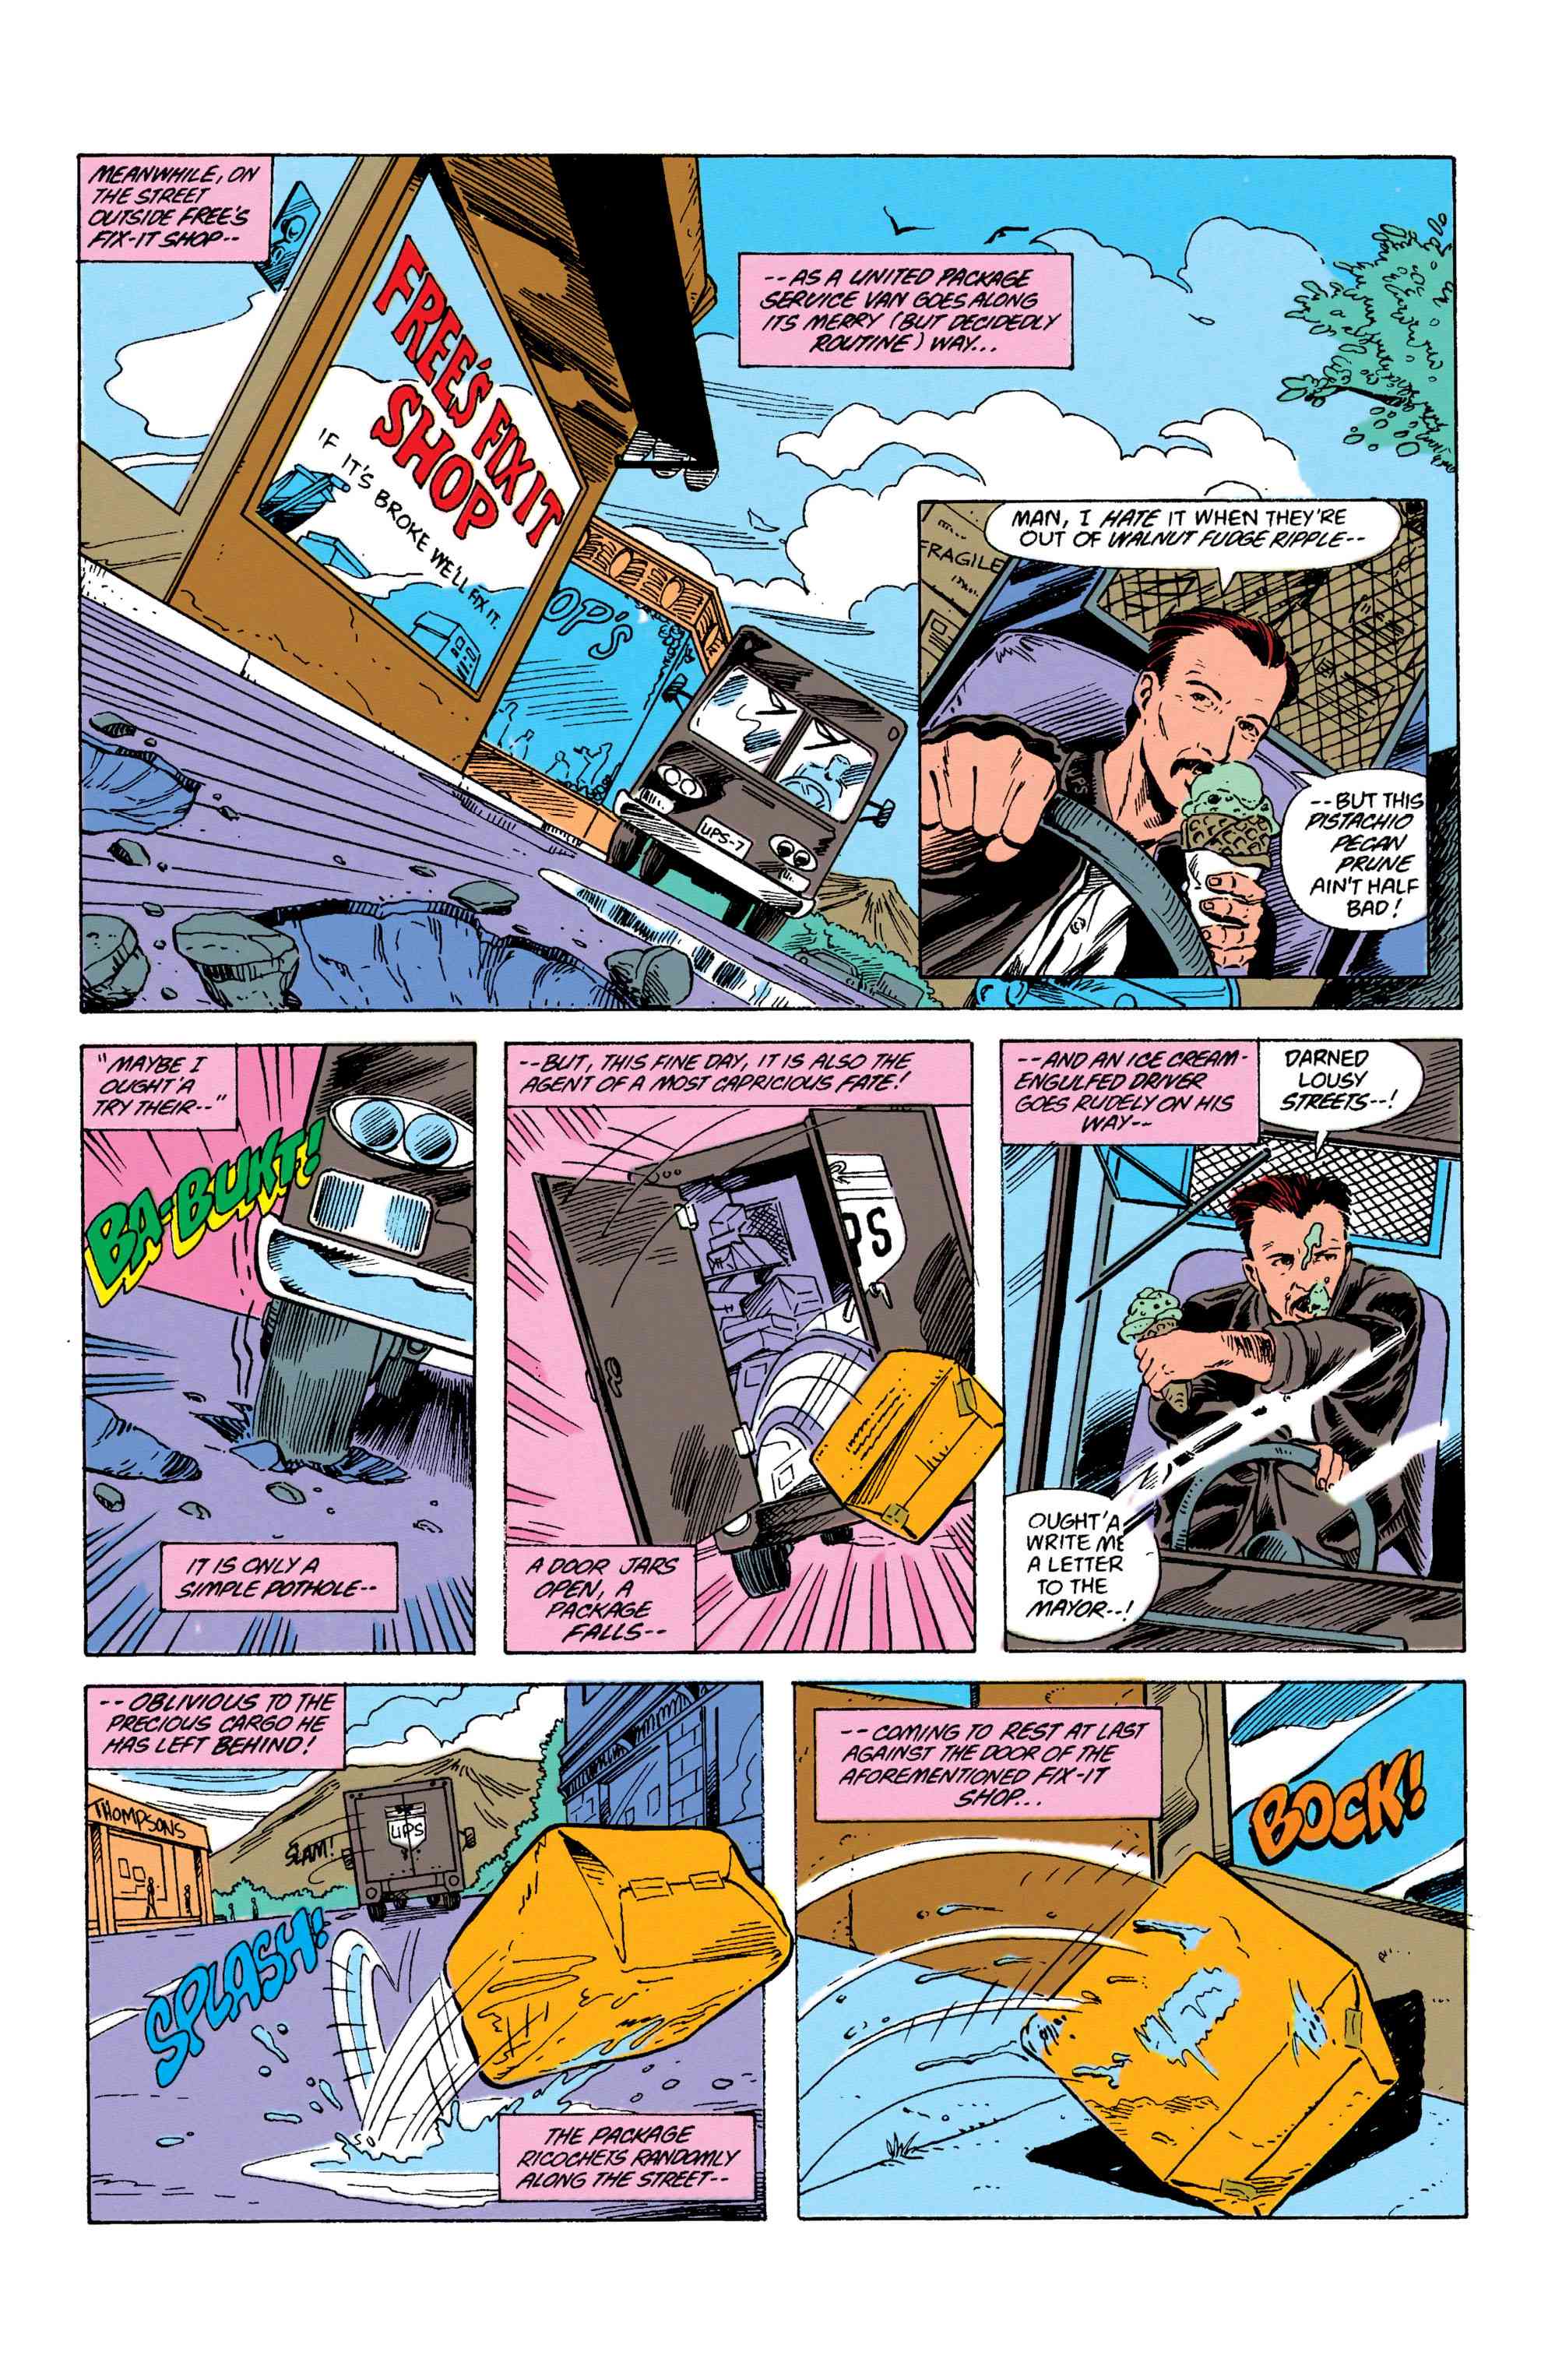 MEANWHILE, ON
THE STREET
OUTSIDE FREE'S
FIX-IT SHOP--
FREE'S FIX IT
SHOP
IF IT'S BROKE WE'LL FIX IT.
OP'S
UPS-7
--AS A UNITED PACKAGE
SERVICE VAN GOES ALONG
ITS MERRY (BUT DECIDEDLY
ROUTINE) WAY...
MAN, I HATE IT WHEN THEY'RE
OUT OF WALNUT FUDGE RIPPLE--
FRAGILE
UPS
--BUT THIS
PISTACHIO
PECAN
PRUNE
AIN'T HALF
BAD!
"MAYBE I
OUGHT'A
TRY THEIR--"
BA-BUKT!
IT IS ONLY A
SIMPLE POTHOLE--
--BUT, THIS FINE DAY, IT IS ALSO THE
AGENT OF A MOST CAPRICIOUS FATE!
PS
A DOOR JARS
OPEN, A
PACKAGE
FALLS--
--AND AN ICE CREAM-
ENGULFED DRIVER
GOES RUDELY ON HIS
WAY--
DARNED
LOUSY
STREETS--!
OUGHT'A
WRITE ME
A LETTER
TO THE
MAYOR--!
-- OBLIVIOUS TO THE
PRECIOUS CARGO HE
HAS LEFT BEHIND!
THOMPSONS
SLAM!
UPS
SPLASH!
THE PACKAGE
RICOCHETS RANDOMLY
ALONG THE STREET--
-- COMING TO REST AT LAST
AGAINST THE DOOR OF THE
AFOREMENTIONED FIX-IT
SHOP...
BOCK!